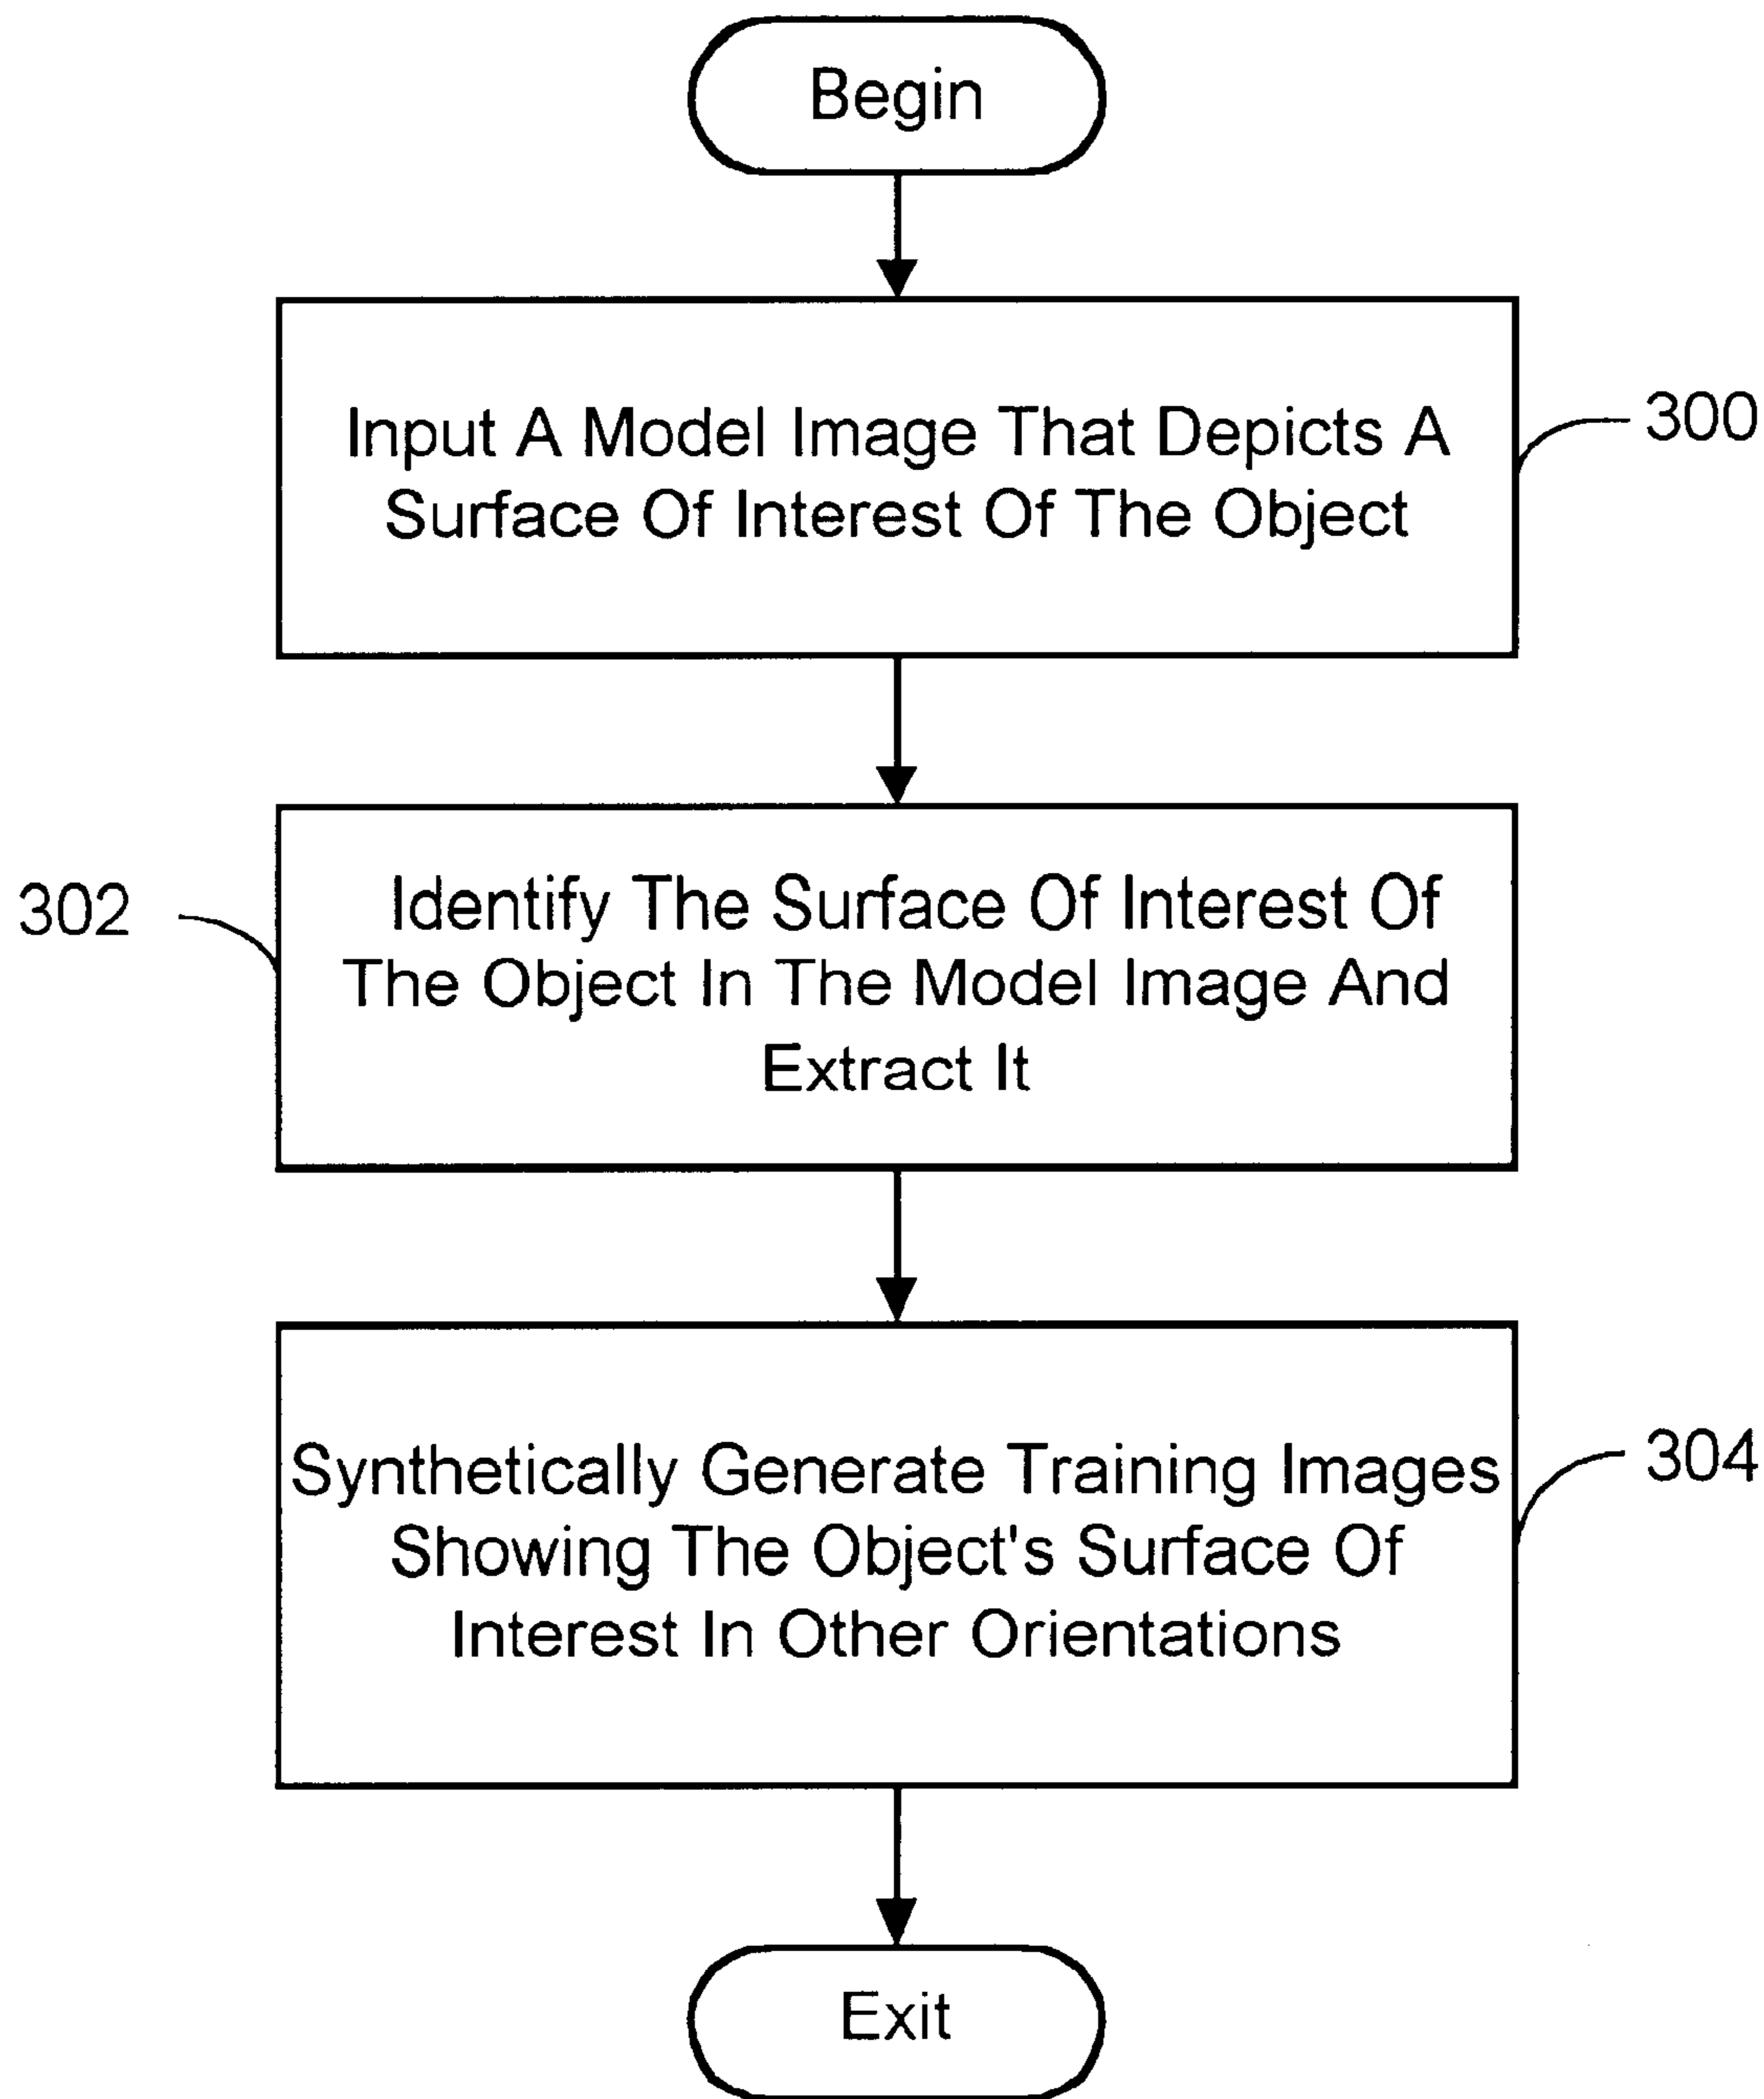 Begin
Input A Model Image That Depicts A
Surface Of Interest Of The Object
300
302
Identify The Surface Of Interest Of
The Object In The Model Image And
Extract It
Synthetically Generate Training Images
Showing The Object's Surface Of
Interest In Other Orientations
304
Exit